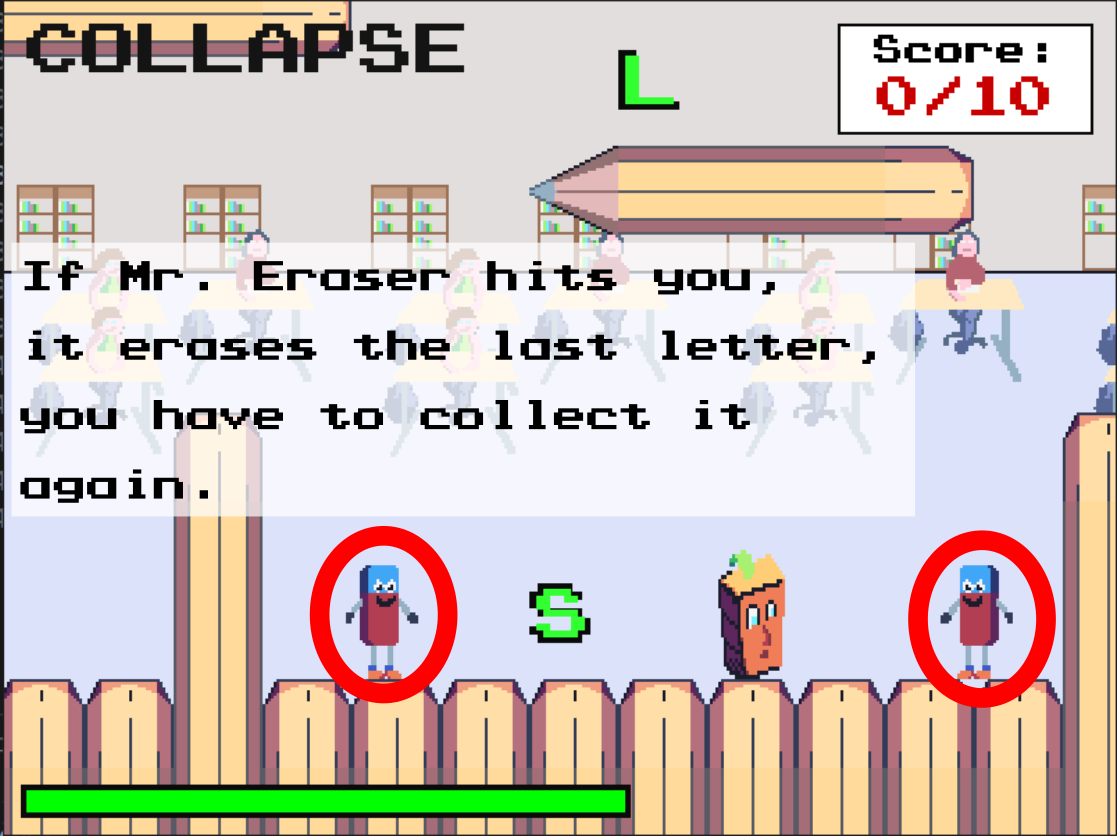 COLLAPSE
L
Score:
0/10
If Mr. Eraser hits you,
it erases the last letter,
you have to collect it
again.
S